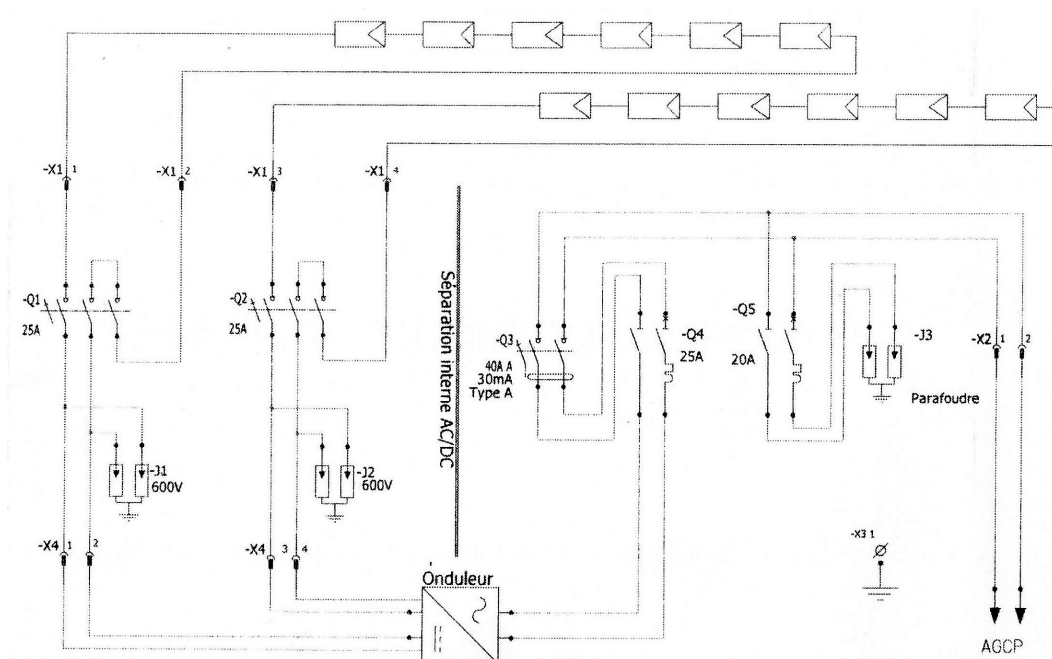 -X1 1
-X1 2
-X1 3
-X1 4
-Q1
25A
-Q2
25A
Séparation interne AC/DC
-Q3
40A A
30mA
Type A
-Q4
25A
-Q5
20A
-J3
Parafoudre
-X2 1 2
-J1
600V
-J2
600V
-X4 1 2
-X4 3 4
-X3 1
Onduleur
AGCP